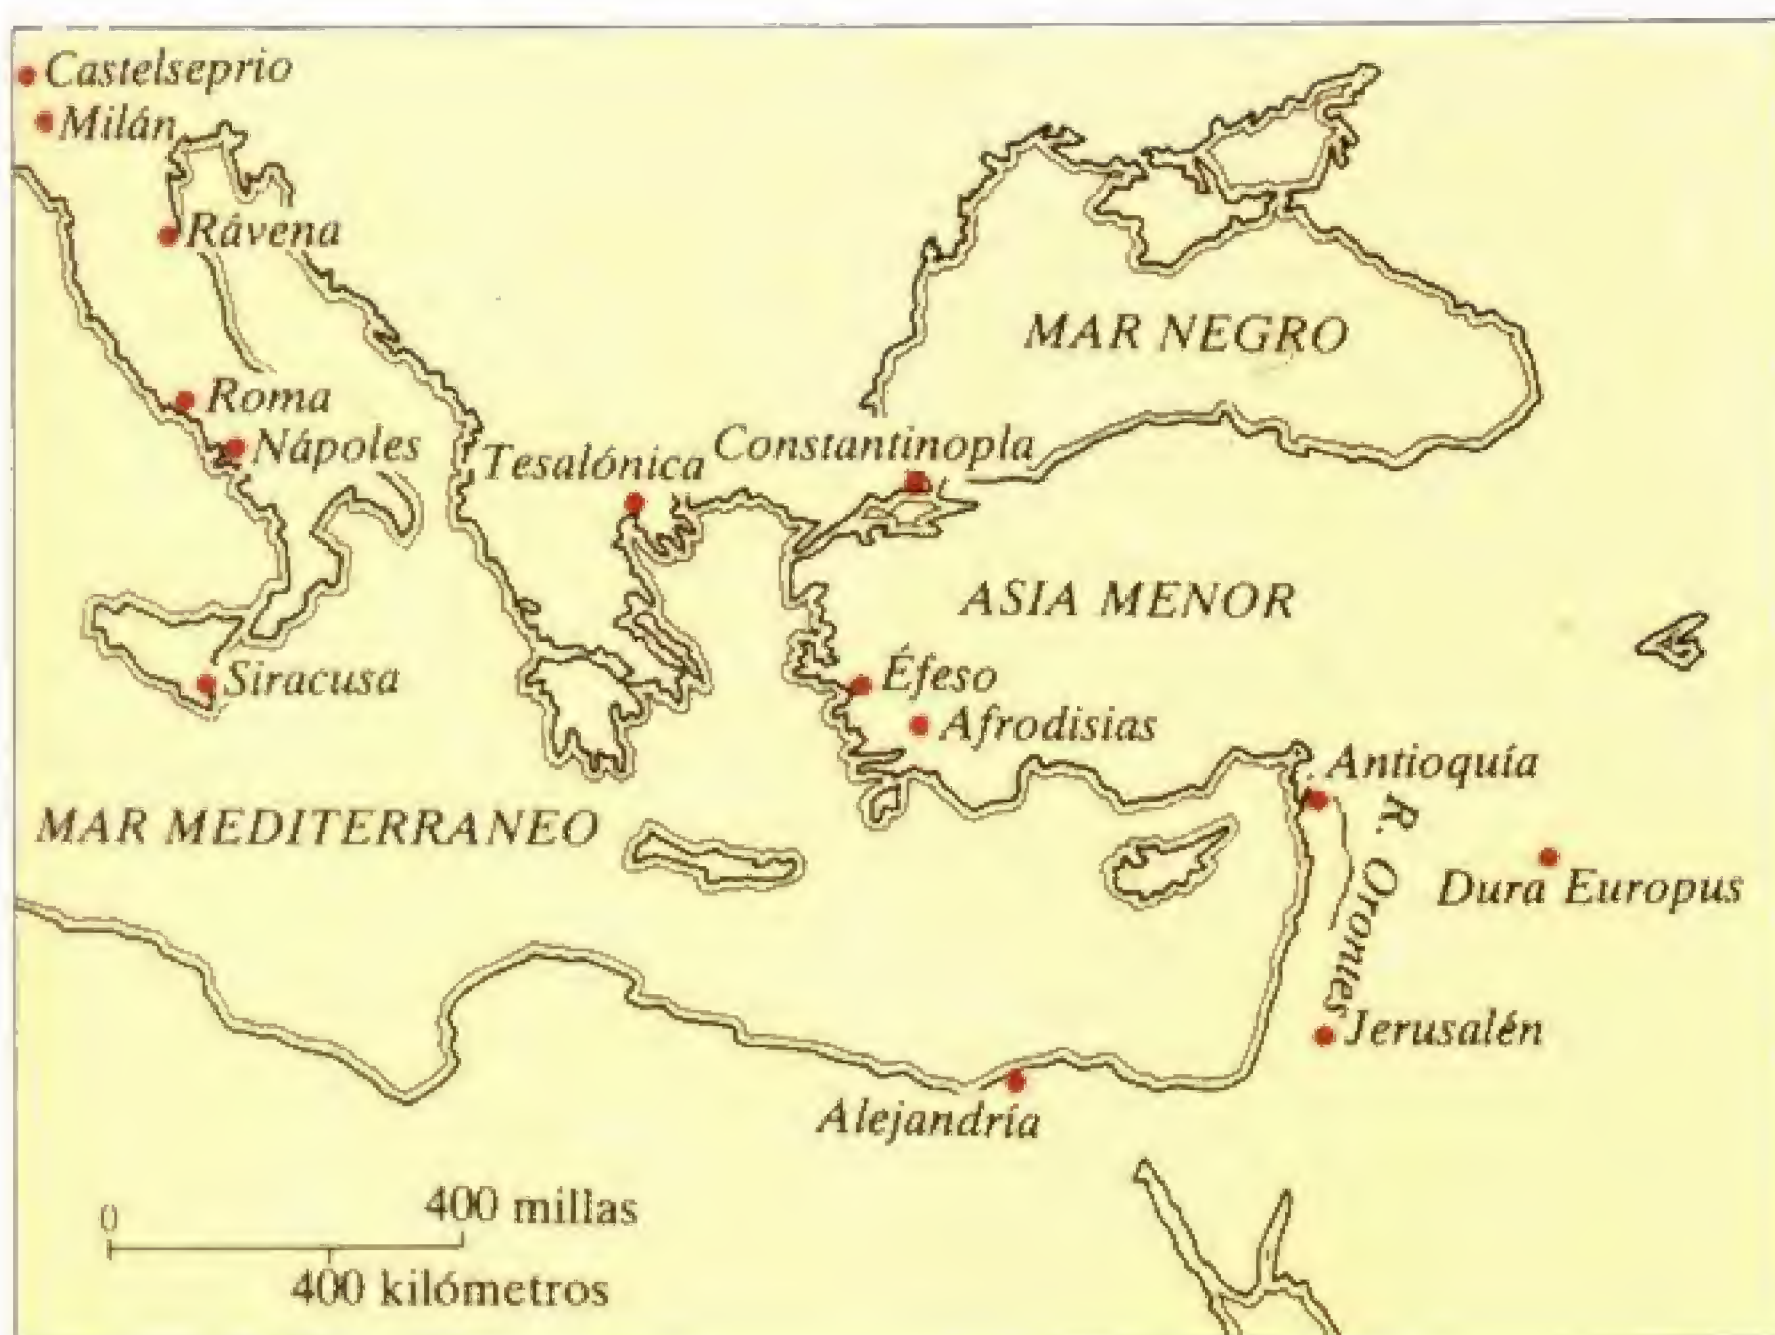 Castelseprio
Milán
Rávena
MAR NEGRO
Roma
Nápoles
Tesalónica
Constantinopla
ASIA MENOR
Siracusa
Éfeso
Afrodisias
Antioquía
MAR MEDITERRANEO
R. Orontes
Dura Europus
Jerusalén
Alejandría
0
400 millas
400 kilómetros